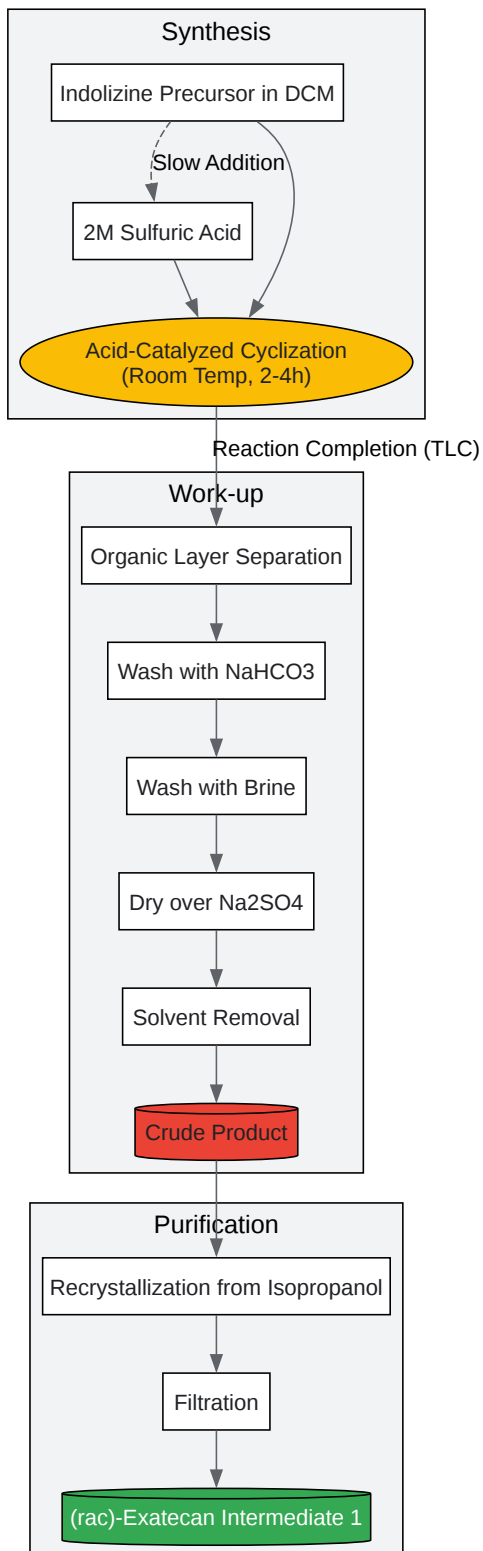 Synthesis
Indolizine Precursor in DCM
Slow Addition
2M Sulfuric Acid
Acid-Catalyzed Cyclization
(Room Temp, 2-4h)
Reaction Completion (TLC)
Work-up
Organic Layer Separation
Wash with NaHCO3
Wash with Brine
Dry over Na2SO4
Solvent Removal
Crude Product
Purification
Recrystallization from Isopropanol
Filtration
(rac)-Exatecan Intermediate 1